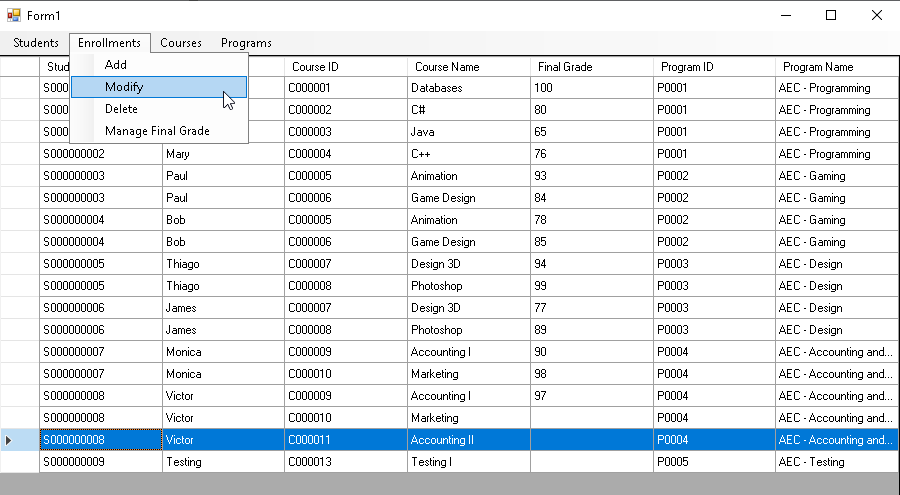 Form1
Students Enrollments Courses Programs
Add
Modify
Delete
Manage Final Grade
Stud Course ID Course Name Final Grade Program ID Program Name
S000 C000001 Databases 100 P0001 AEC - Programming
S000 C000002 C# 80 P0001 AEC - Programming
S000 C000003 Java 65 P0001 AEC - Programming
S000000002 Mary C000004 C++ 76 P0001 AEC - Programming
S000000003 Paul C000005 Animation 93 P0002 AEC - Gaming
S000000003 Paul C000006 Game Design 84 P0002 AEC - Gaming
S000000004 Bob C000005 Animation 78 P0002 AEC - Gaming
S000000004 Bob C000006 Game Design 85 P0002 AEC - Gaming
S000000005 Thiago C000007 Design 3D 94 P0003 AEC - Design
S000000005 Thiago C000008 Photoshop 99 P0003 AEC - Design
S000000006 James C000007 Design 3D 77 P0003 AEC - Design
S000000006 James C000008 Photoshop 89 P0003 AEC - Design
S000000007 Monica C000009 Accounting I 90 P0004 AEC - Accounting and...
S000000007 Monica C000010 Marketing 98 P0004 AEC - Accounting and...
S000000008 Victor C000009 Accounting I 97 P0004 AEC - Accounting and...
S000000008 Victor C000010 Marketing P0004 AEC - Accounting and...
S000000008 Victor C000011 Accounting II P0004 AEC - Accounting and...
S000000009 Testing C000013 Testing I P0005 AEC - Testing